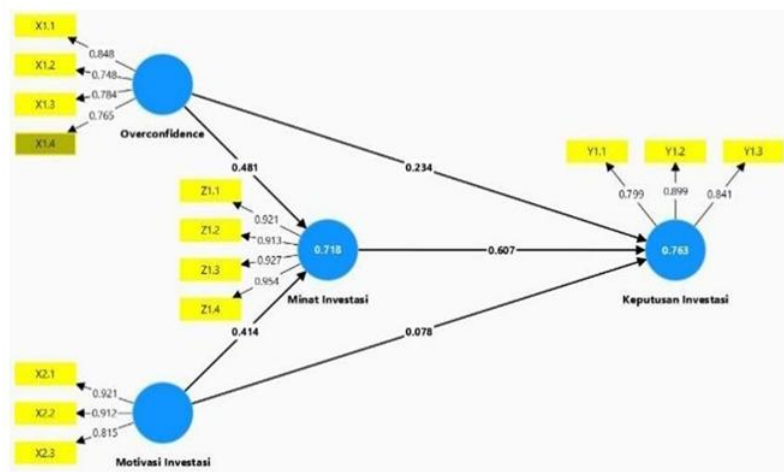 X1.1
0.848
X1.2
0.748
X1.3
0.784
0.765
X1.4
Overconfidence
0.481
0.234
Z1.1
0.921
Z1.2
0.913
Z1.3
0.927
0.954
Z1.4
0.718
Minat Investasi
0.607
Y1.1
Y1.2
Y1.3
0.799
0.899
0.841
0.763
Keputusan Investasi
0.414
0.078
X2.1
0.921
X2.2
0.912
0.815
X2.3
Motivasi Investasi